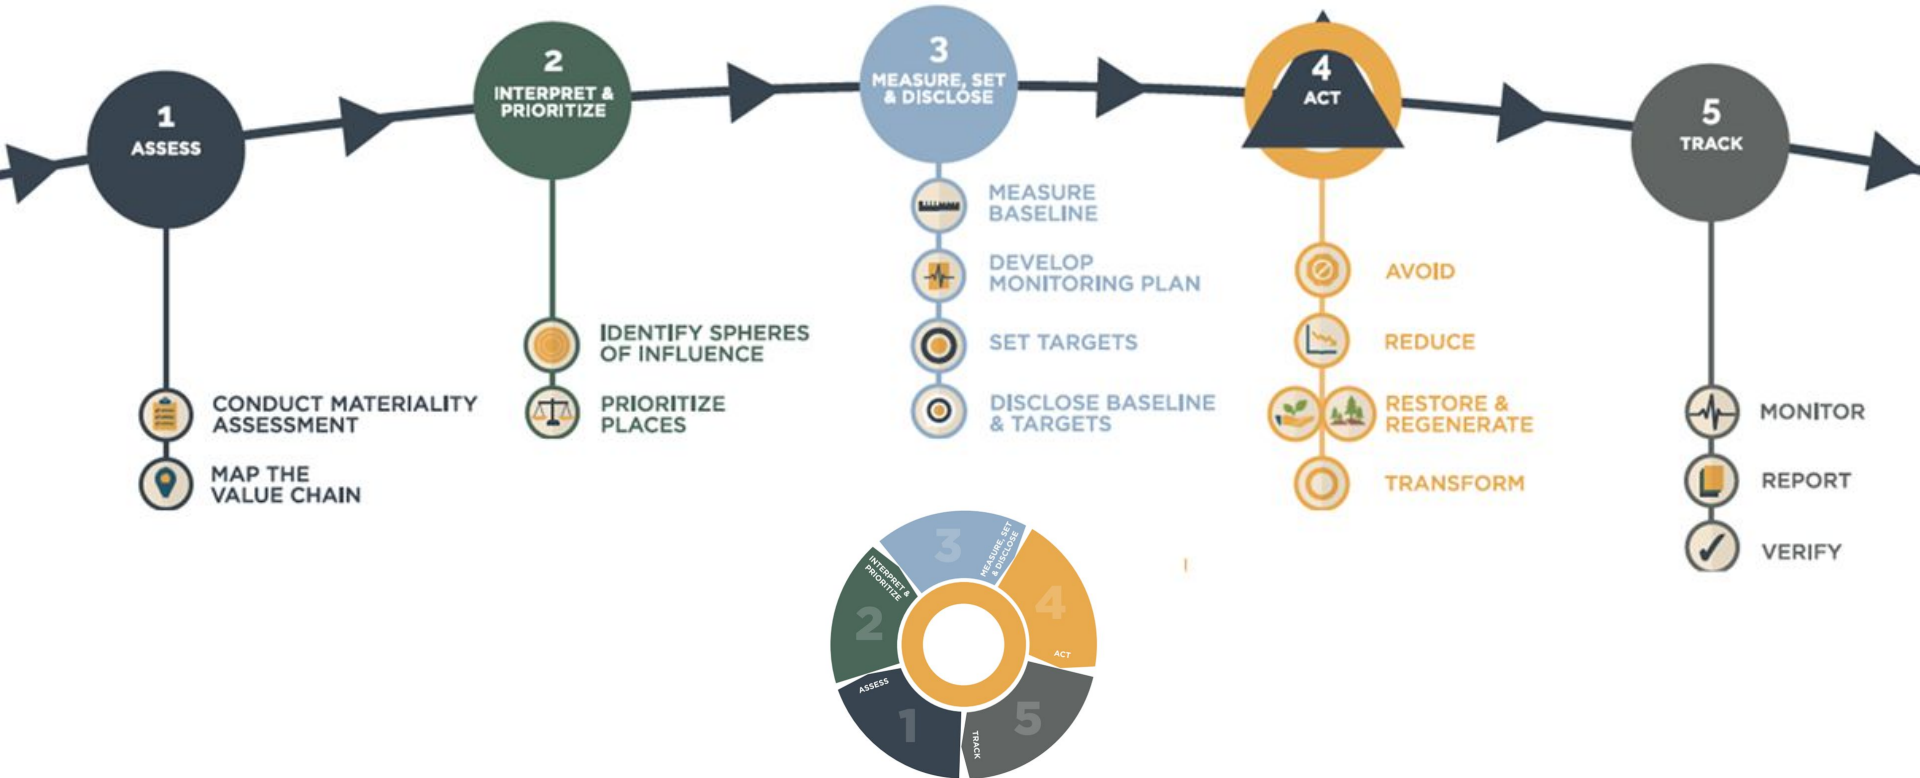 1
ASSESS
CONDUCT MATERIALITY
ASSESSMENT
MAP THE
VALUE CHAIN
2
INTERPRET &
PRIORITIZE
IDENTIFY SPHERES
OF INFLUENCE
PRIORITIZE
PLACES
3
MEASURE, SET
& DISCLOSE
MEASURE
BASELINE
DEVELOP
MONITORING PLAN
SET TARGETS
DISCLOSE BASELINE
& TARGETS
4
ACT
AVOID
REDUCE
RESTORE &
REGENERATE
TRANSFORM
5
TRACK
MONITOR
REPORT
VERIFY
1
ASSESS
2
INTERPRET &
PRIORITIZE
3
MEASURE, SET
& DISCLOSE
4
ACT
5
TRACK